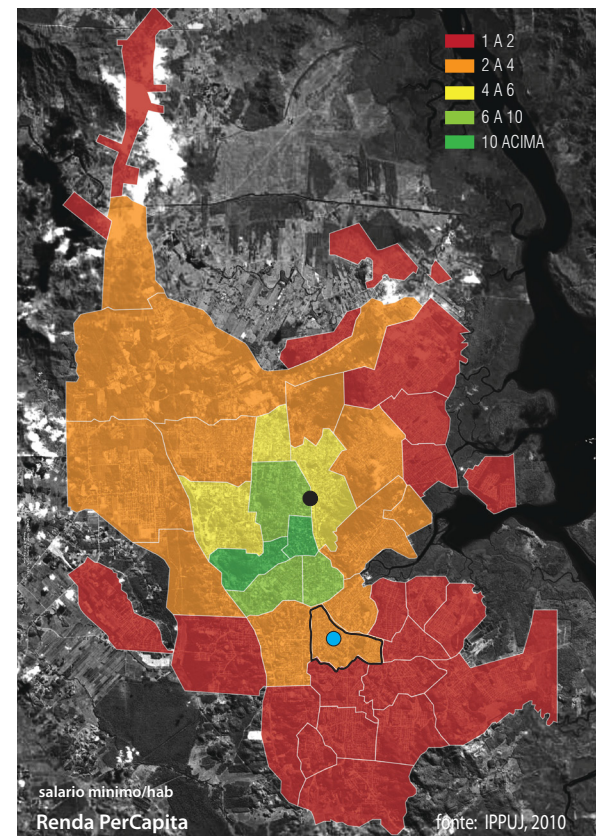 1 A 2
2 A 4
4 A 6
6 A 10
10 ACIMA
salario minimo/hab
Renda PerCapita
fonte: IPPUJ, 2010